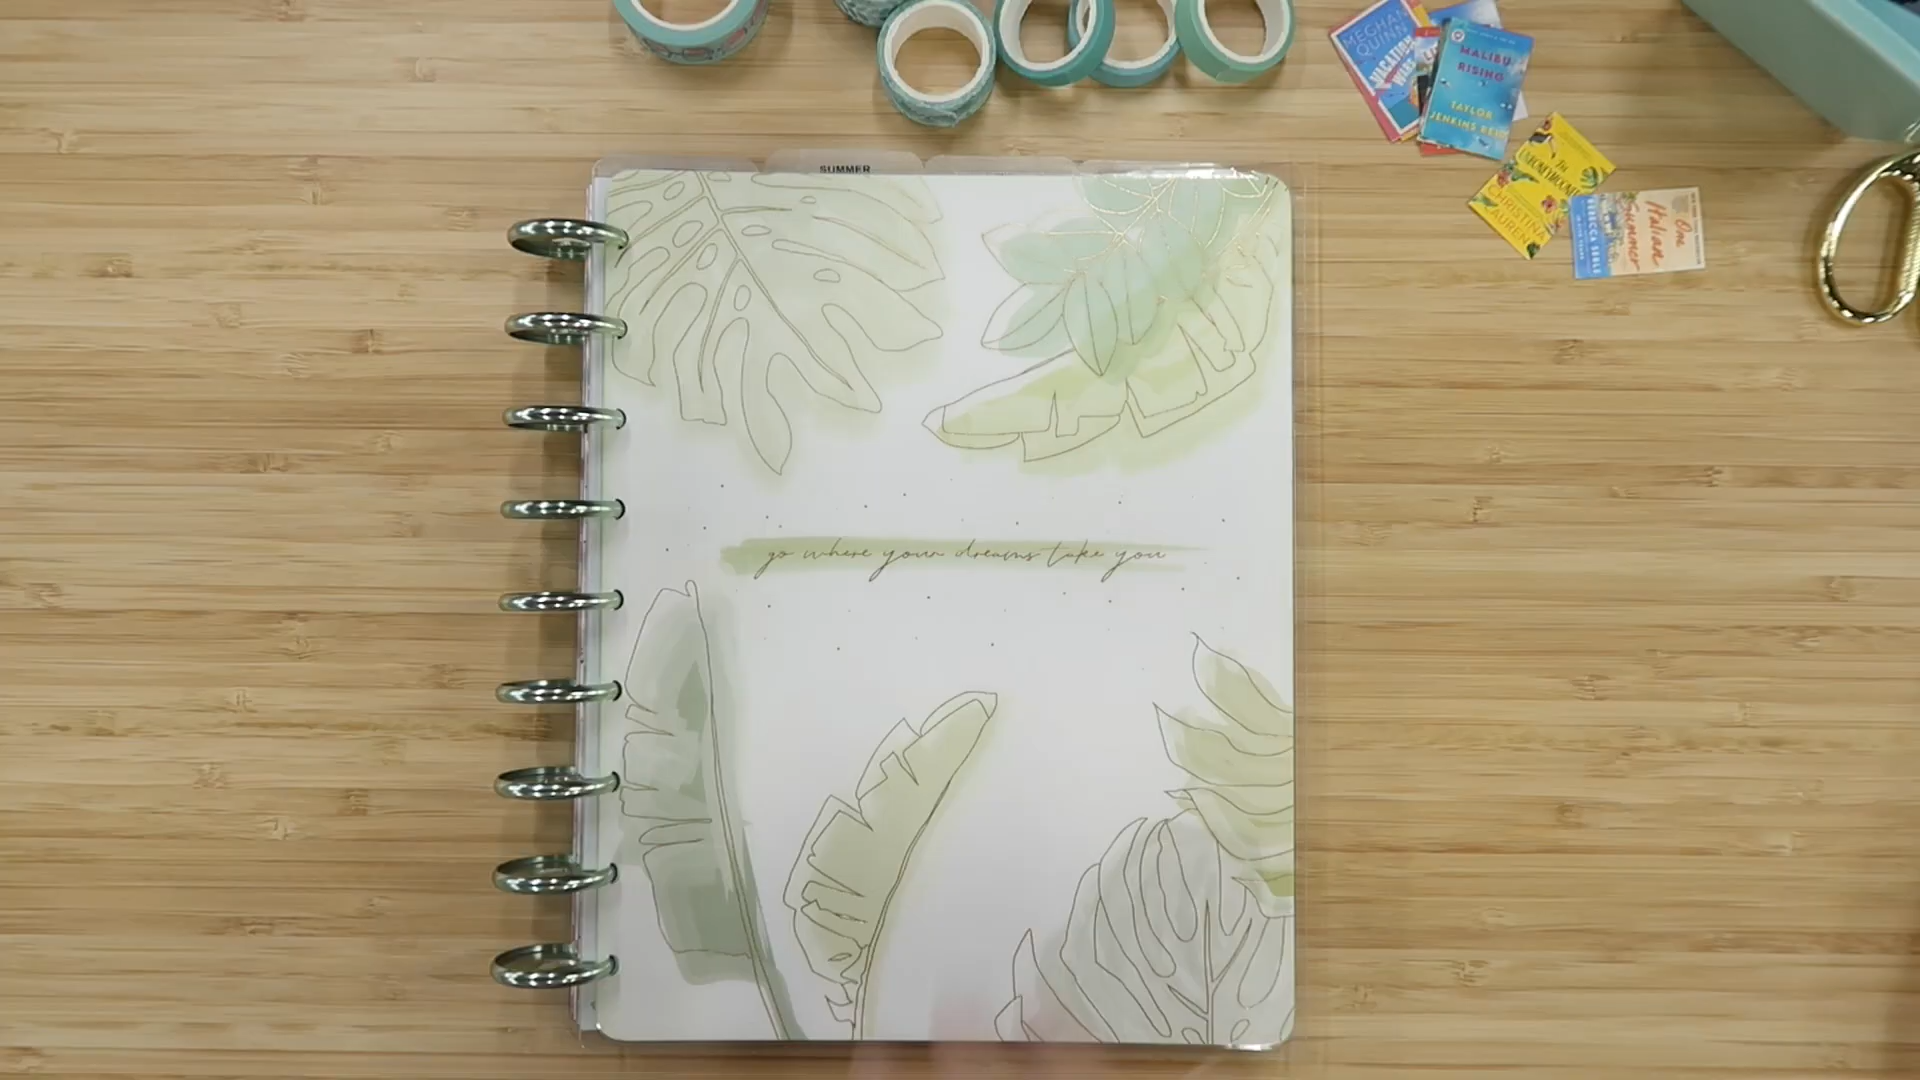 SUMMER
go where your dreams take you
MEGHAN
QUINN
MALIBU
RISING
TAYLOR
JENKINS REID
The
UNHONEYMOONERS
CHRISTINA
LAUREN
One
Italian
Summer
REBECCA SERLE